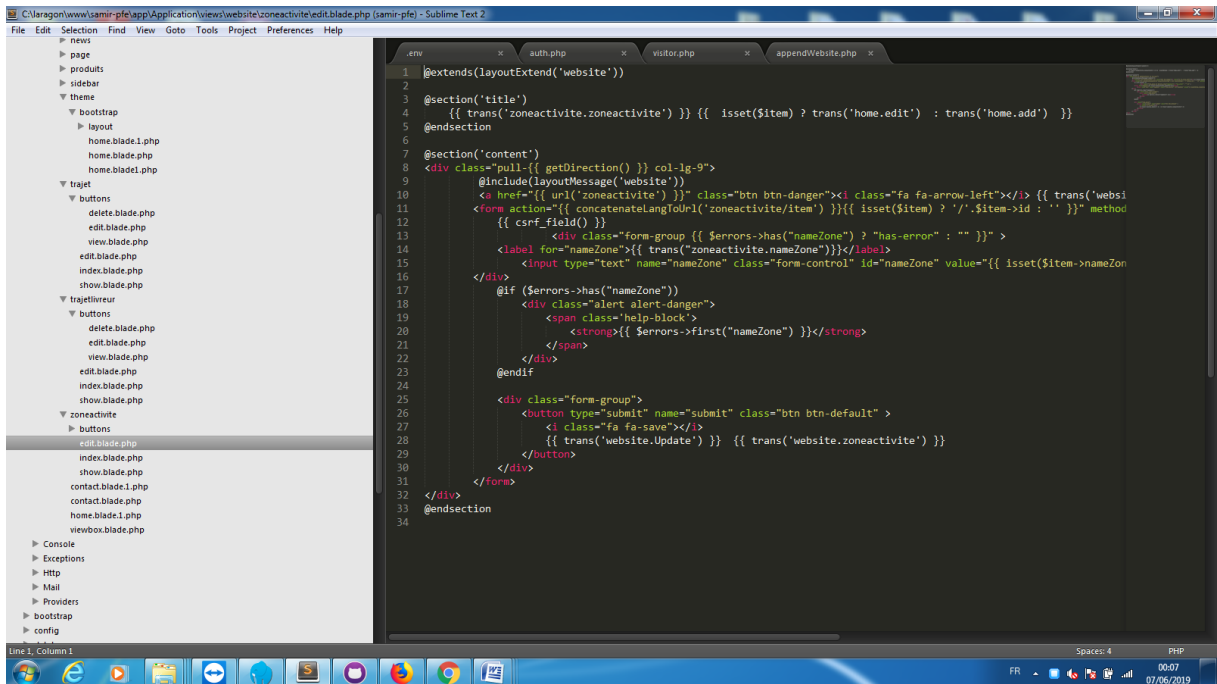 C:\laragon\www\samir-pfe\app\Application\views\website\zoneactivite\edit.blade.php (samir-pfe) - Sublime Text 2
File Edit Selection Find View Goto Tools Project Preferences Help
news
page
produits
sidebar
theme
bootstrap
layout
home.blade.1.php
home.blade.php
home.blade1.php
trajet
buttons
delete.blade.php
edit.blade.php
view.blade.php
edit.blade.php
index.blade.php
show.blade.php
trajetlivreur
buttons
delete.blade.php
edit.blade.php
view.blade.php
edit.blade.php
index.blade.php
show.blade.php
zoneactivite
buttons
edit.blade.php
index.blade.php
show.blade.php
contact.blade.1.php
contact.blade.php
home.blade.1.php
viewbox.blade.php
Console
Exceptions
Http
Mail
Providers
bootstrap
config
.env × auth.php × visitor.php × appendWebsite.php ×
1 @extends(layoutExtend('website'))
2
3 @section('title')
4 {{ trans('zoneactivite.zoneactivite') }} {{ isset($item) ? trans('home.edit') : trans('home.add') }}
5 @endsection
6
7 @section('content')
8 <div class="pull-{{ getDirection() }} col-lg-9">
9 @include(layoutMessage('website'))
10 <a href="{{ url('zoneactivite') }}" class="btn btn-danger"><i class="fa fa-arrow-left"></i> {{ trans('websi
11 <form action="{{ concatenateLangToUrl('zoneactivite/item') }}{{ isset($item) ? '/'.$item->id : '' }}" method
12 {{ csrf_field() }}
13 <div class="form-group {{ $errors->has("nameZone") ? "has-error" : "" }}" >
14 <label for="nameZone">{{ trans("zoneactivite.nameZone")}}</label>
15 <input type="text" name="nameZone" class="form-control" id="nameZone" value="{{ isset($item->nameZon
16 </div>
17 @if ($errors->has("nameZone"))
18 <div class="alert alert-danger">
19 <span class='help-block'>
20 <strong>{{ $errors->first("nameZone") }}</strong>
21 </span>
22 </div>
23 @endif
24
25 <div class="form-group">
26 <button type="submit" name="submit" class="btn btn-default" >
27 <i class="fa fa-save"></i>
28 {{ trans('website.Update') }} {{ trans('website.zoneactivite') }}
29 </button>
30 </div>
31 </form>
32 </div>
33 @endsection
34
Line 1, Column 1
Spaces: 4 PHP
FR
00:07
07/06/2019